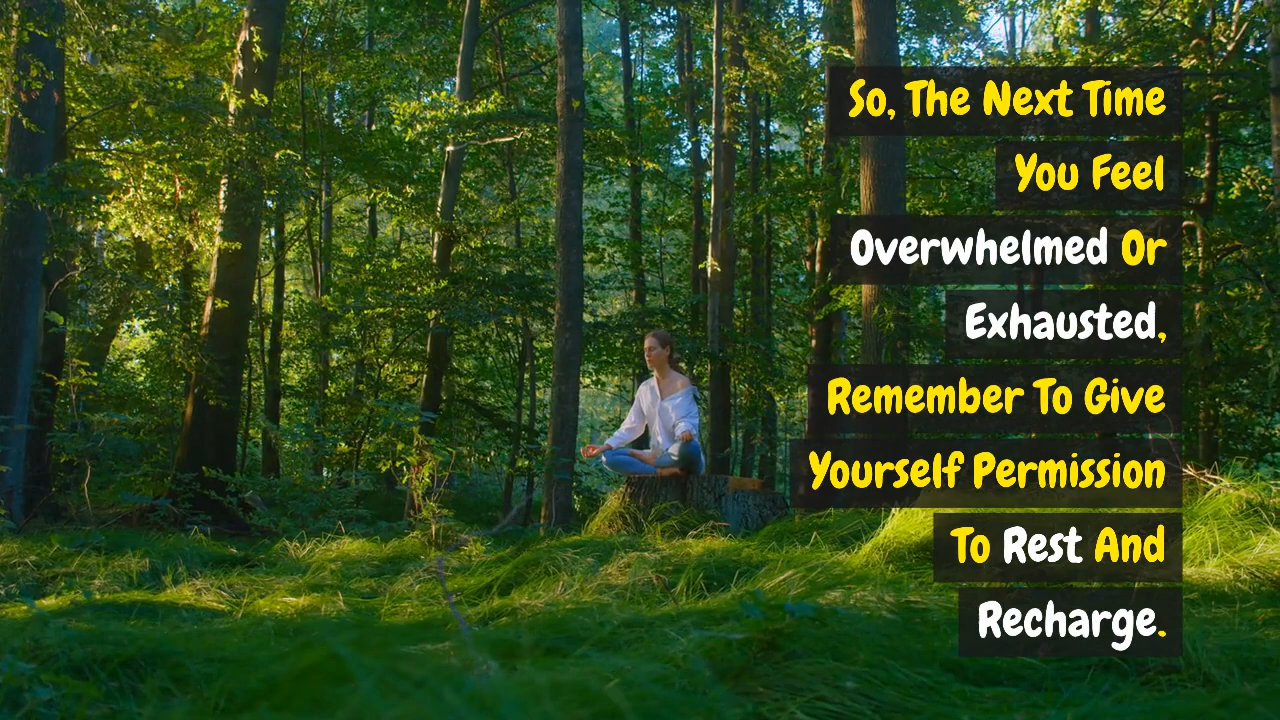 So, The Next Time
You Feel
Overwhelmed Or
Exhausted,
Remember To Give
Yourself Permission
To Rest And
Recharge.